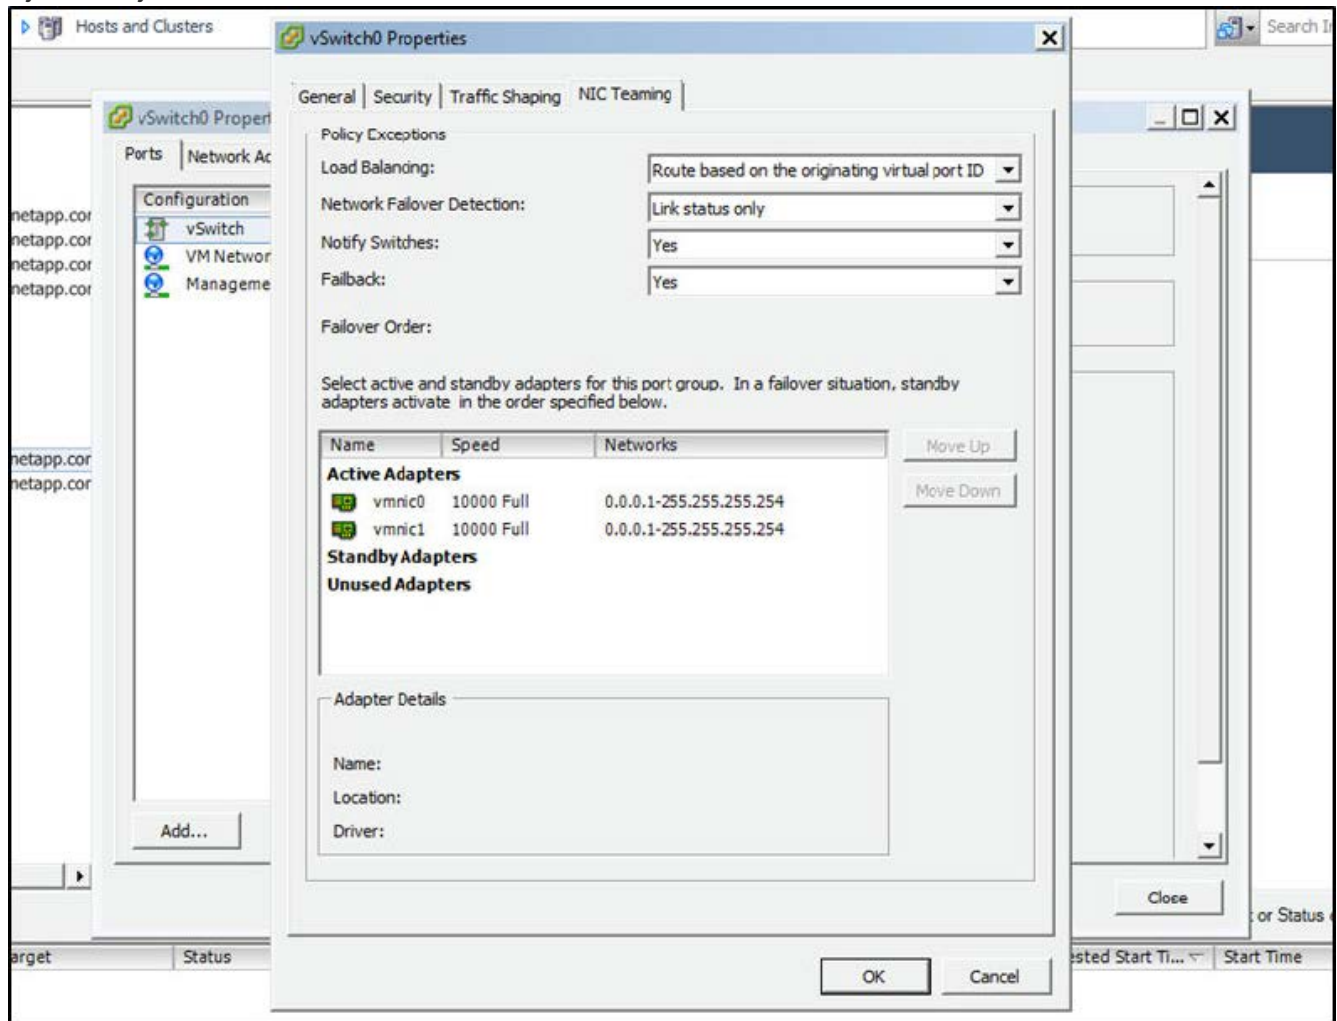 Hosts and Clusters
vSwitch0 Properties
Search
General Security Traffic Shaping NIC Teaming
Policy Exceptions
Load Balancing: Route based on the originating virtual port ID
Network Failover Detection: Link status only
Notify Switches: Yes
Failback: Yes
Failover Order:
Select active and standby adapters for this port group. In a failover situation, standby
adapters activate in the order specified below.
Name Speed Networks
Active Adapters
vmnic0 10000 Full 0.0.0.1-255.255.255.254
vmnic1 10000 Full 0.0.0.1-255.255.255.254
Standby Adapters
Unused Adapters
Move Up
Move Down
Adapter Details
Name:
Location:
Driver:
OK Cancel
vSwitch0 Proper
Ports Network Ac
Configuration
vSwitch
VM Networ
Manageme
Add...
Close
netapp.cor
netapp.cor
netapp.cor
netapp.cor
netapp.cor
netapp.cor
or Status
arget Status ested Start Ti... Start Time